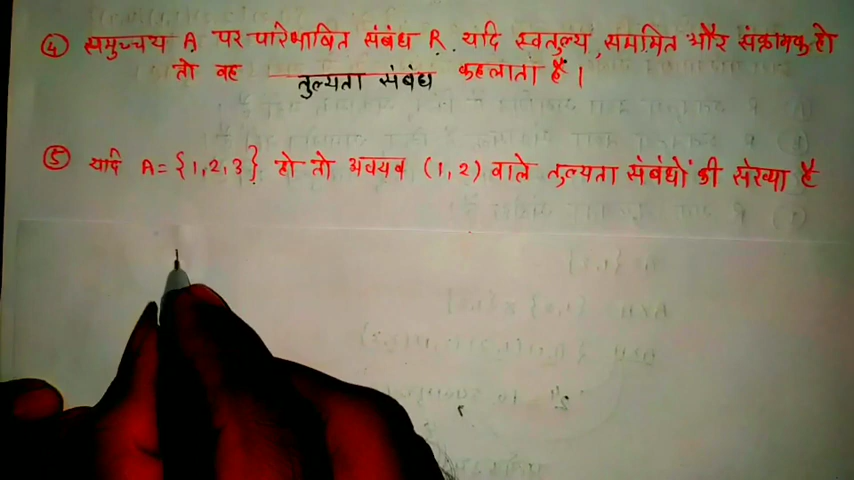 ④ समुच्चय A पर परिभाषित संबंध R यदि स्वतुल्य, सममित और संक्रामक हो
तो वह तुल्यता संबंध कहलाता है।
⑤ यदि A = {1, 2, 3} हो तो अवयव (1, 2) वाले तुल्यता संबंधों की संख्या है